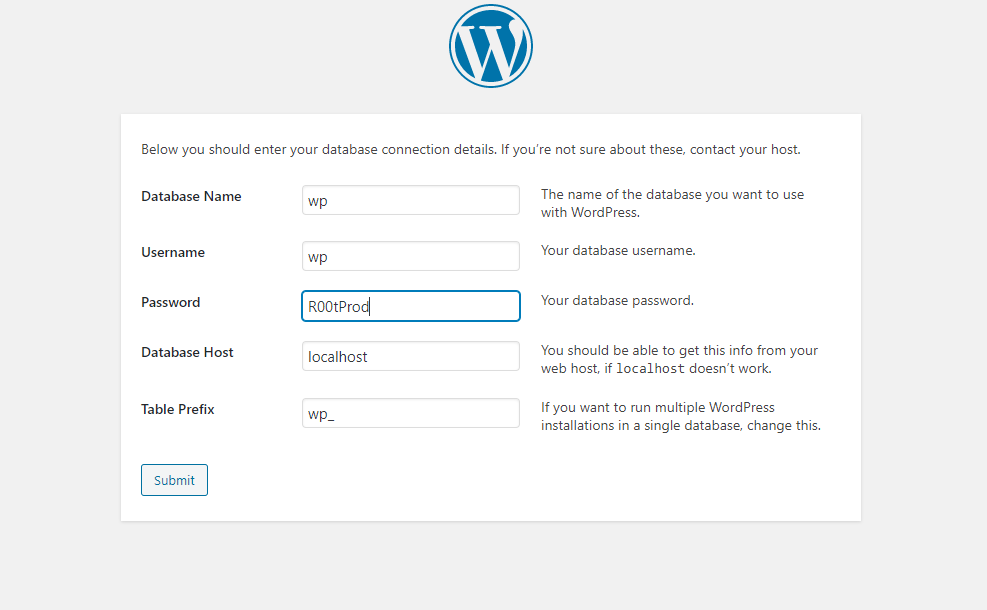 Below you should enter your database connection details. If you’re not sure about these, contact your host.
Database Name
wp
The name of the database you want to use
with WordPress.
Username
wp
Your database username.
Password
R00tProd
Your database password.
Database Host
localhost
You should be able to get this info from your
web host, if localhost doesn’t work.
Table Prefix
wp_
If you want to run multiple WordPress
installations in a single database, change this.
Submit